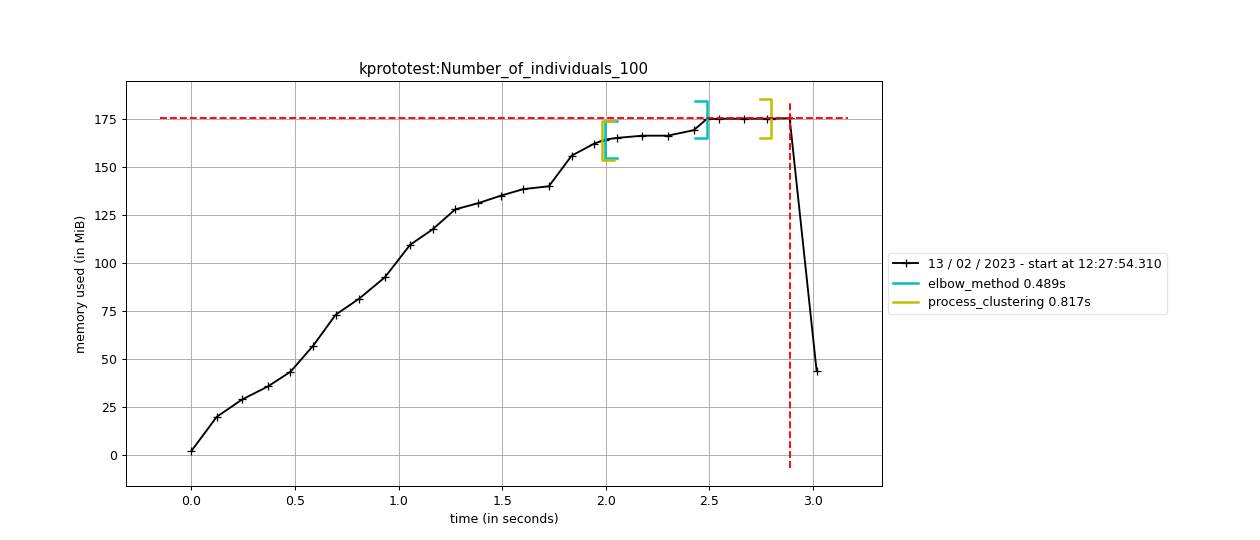 kprototest:Number_of_individuals_100
175
150
125
100
75
50
25
0
memory used (in MiB)
0.0 0.5 1.0 1.5 2.0 2.5 3.0
time (in seconds)
13 / 02 / 2023 - start at 12:27:54.310
elbow_method 0.489s
process_clustering 0.817s